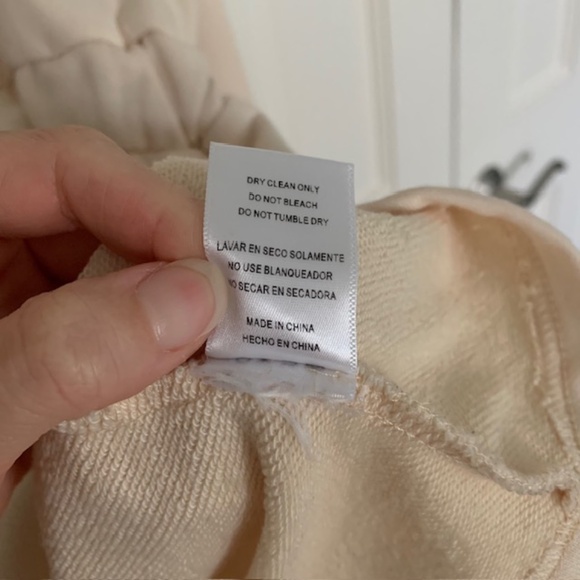 DRY CLEAN ONLY
DO NOT BLEACH
DO NOT TUMBLE DRY
LAVAR EN SECO SOLAMENTE
NO USE BLANQUEADOR
NO SECAR EN SECADORA
MADE IN CHINA
HECHO EN CHINA